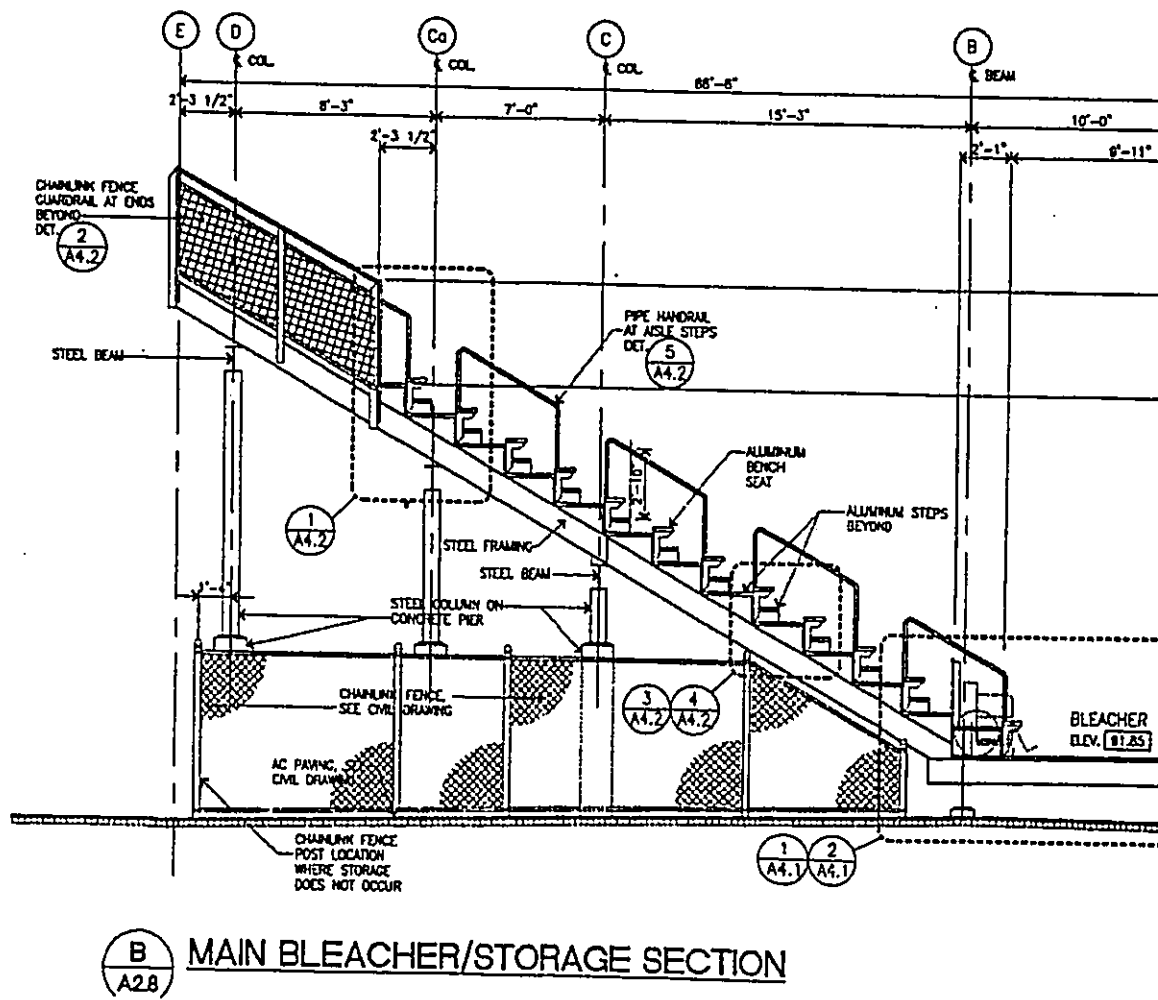 E
D
Ca
C
B
℄ COL.
℄ COL.
℄ COL.
℄ BEAM
2'-3 1/2"
8'-3"
7'-0"
15'-3"
10'-0"
2'-3 1/2"
2'-1"
9'-11"
CHAINLINK FENCE
GUARDRAIL AT ENDS
BEYOND
DET.
2
A4.2
STEEL BEAM
PIPE HANDRAIL
AT AISLE STEPS
DET.
5
A4.2
2'-10"
ALUMINUM
BENCH
SEAT
ALUMINUM STEPS
BEYOND
1
A4.2
STEEL FRAMING
STEEL BEAM
STEEL COLUMN ON
CONCRETE PIER
CHAINLINK FENCE,
SEE CIVIL DRAWING
3
A4.2
4
A4.2
BLEACHER
ELEV. 91.85
AC PAVING,
CIVIL
CHAINLINK FENCE
POST LOCATION
WHERE STORAGE
DOES NOT OCCUR
1
A4.1
2
A4.1
B
A2.8
MAIN BLEACHER/STORAGE SECTION